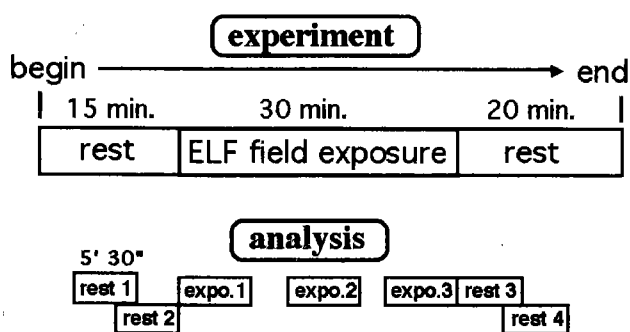 experiment
begin end
15 min. 30 min. 20 min.
rest ELF field exposure rest
analysis
5' 30"
rest 1 expo.1 expo.2 expo.3 rest 3
rest 2 rest 4